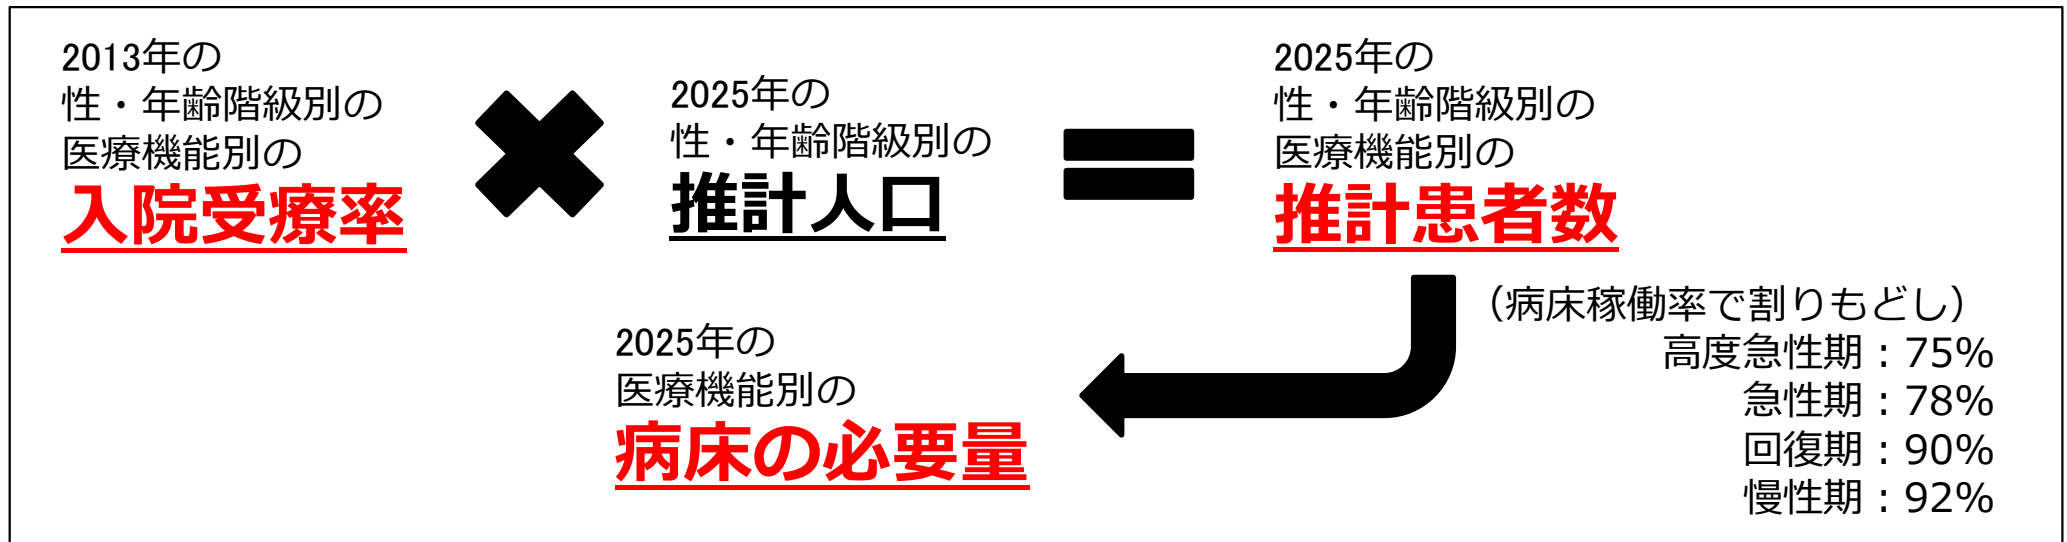 2013年の
性・年齢階級別の
医療機能別の
入院受療率
2025年の
性・年齢階級別の
推計人口
2025年の
性・年齢階級別の
医療機能別の
推計患者数
（病床稼働率で割りもどし）
高度急性期：75%
急性期：78%
回復期：90%
慢性期：92%
2025年の
医療機能別の
病床の必要量